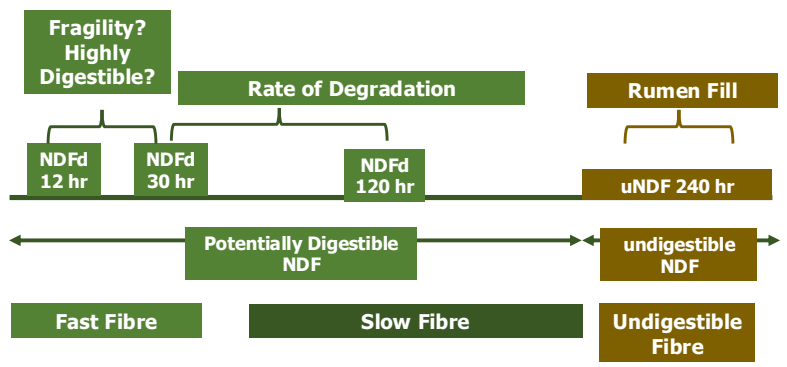 Fragility?
Highly
Digestible?
Rate of Degradation
Rumen Fill
NDFd
12 hr
NDFd
30 hr
NDFd
120 hr
uNDF 240 hr
Potentially Digestible
NDF
undigestible
NDF
Fast Fibre
Slow Fibre
Undigestible
Fibre